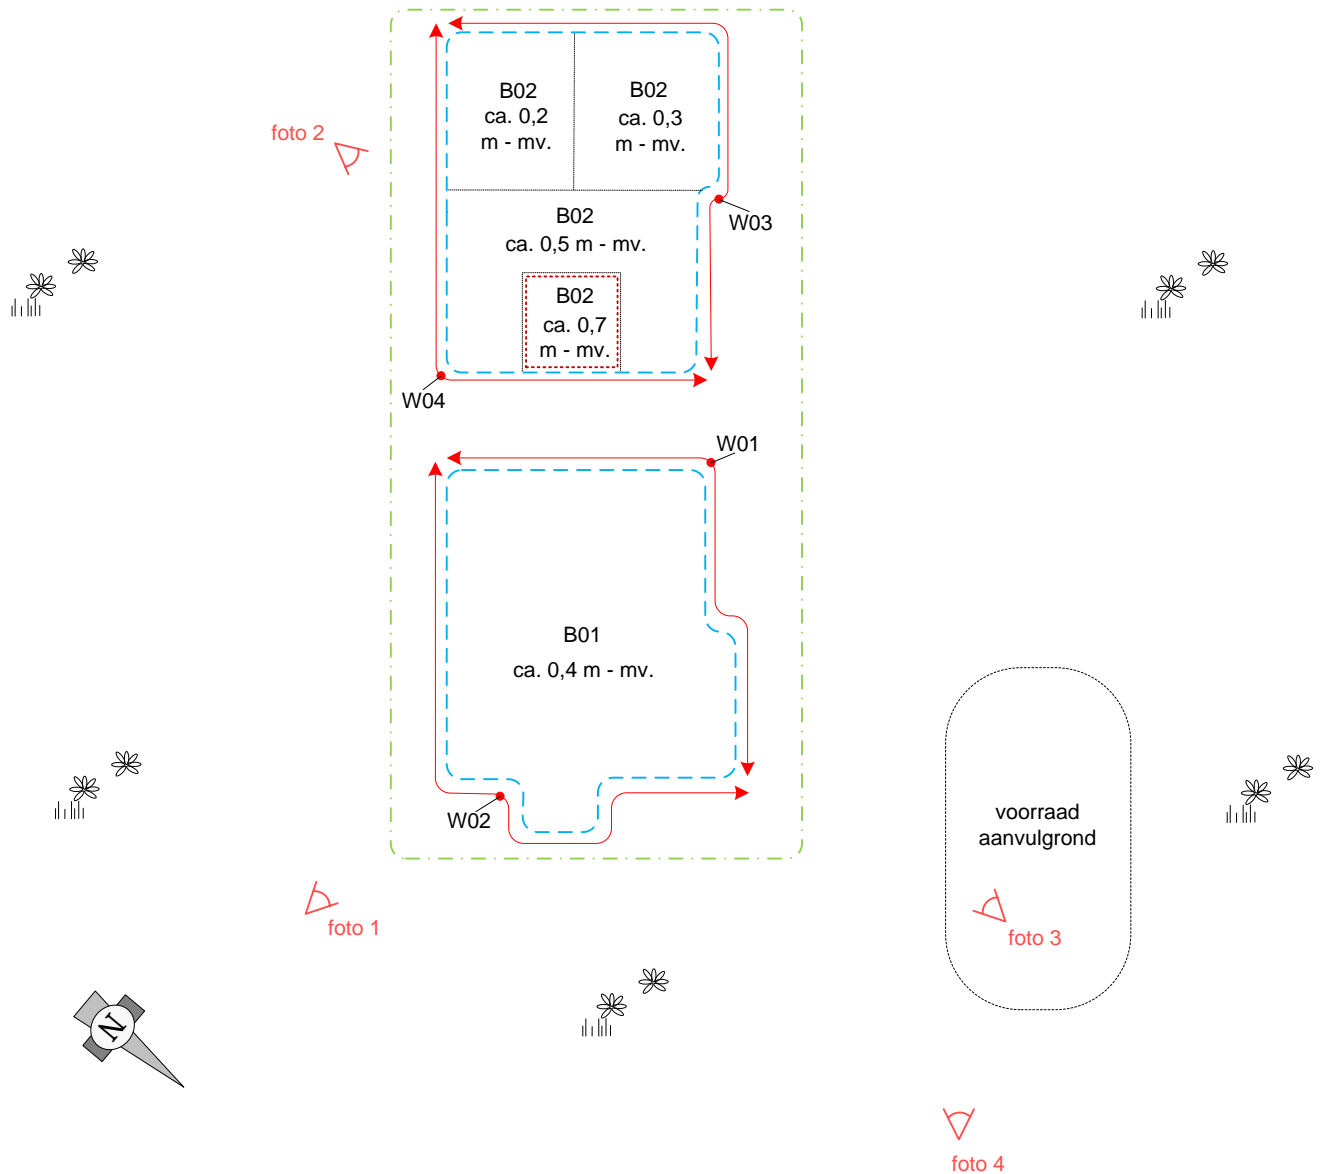 B02
ca. 0,2
m - mv.
B02
ca. 0,3
m - mv.
foto 2
B02
ca. 0,5 m - mv.
W03
B02
ca. 0,7
m - mv.
W04
W01
B01
ca. 0,4 m - mv.
W02
voorraad
aanvulgrond
foto 1
foto 3
N
foto 4